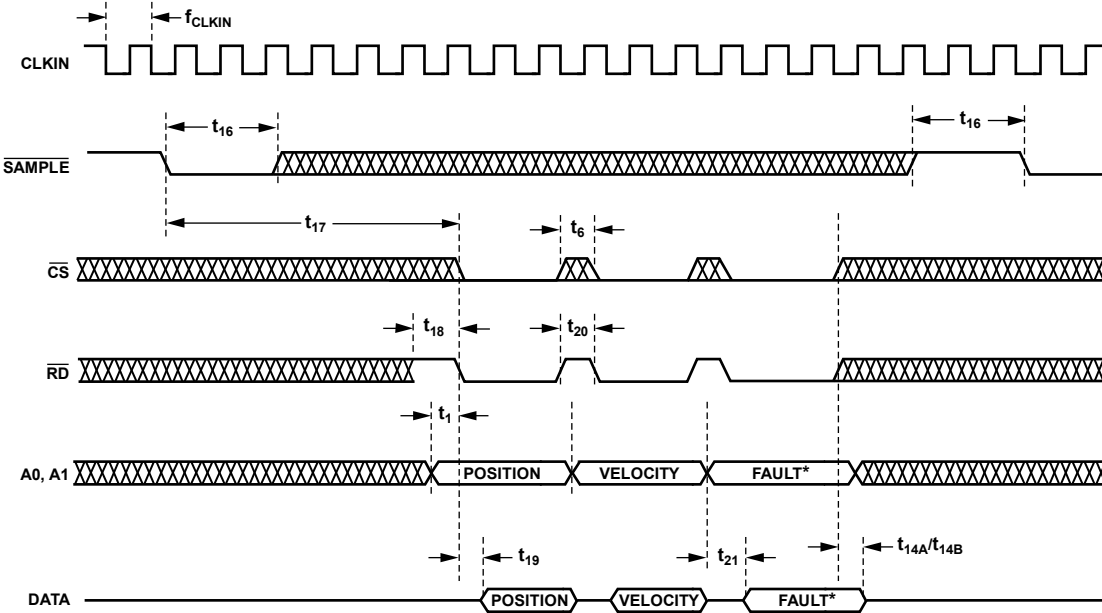 fCLKIN
CLKIN
t16
t16
SAMPLE
t17
t6
CS
t18
t20
RD
t1
A0, A1
POSITION
VELOCITY
FAULT*
t19
t21
t14A/t14B
DATA
POSITION
VELOCITY
FAULT*